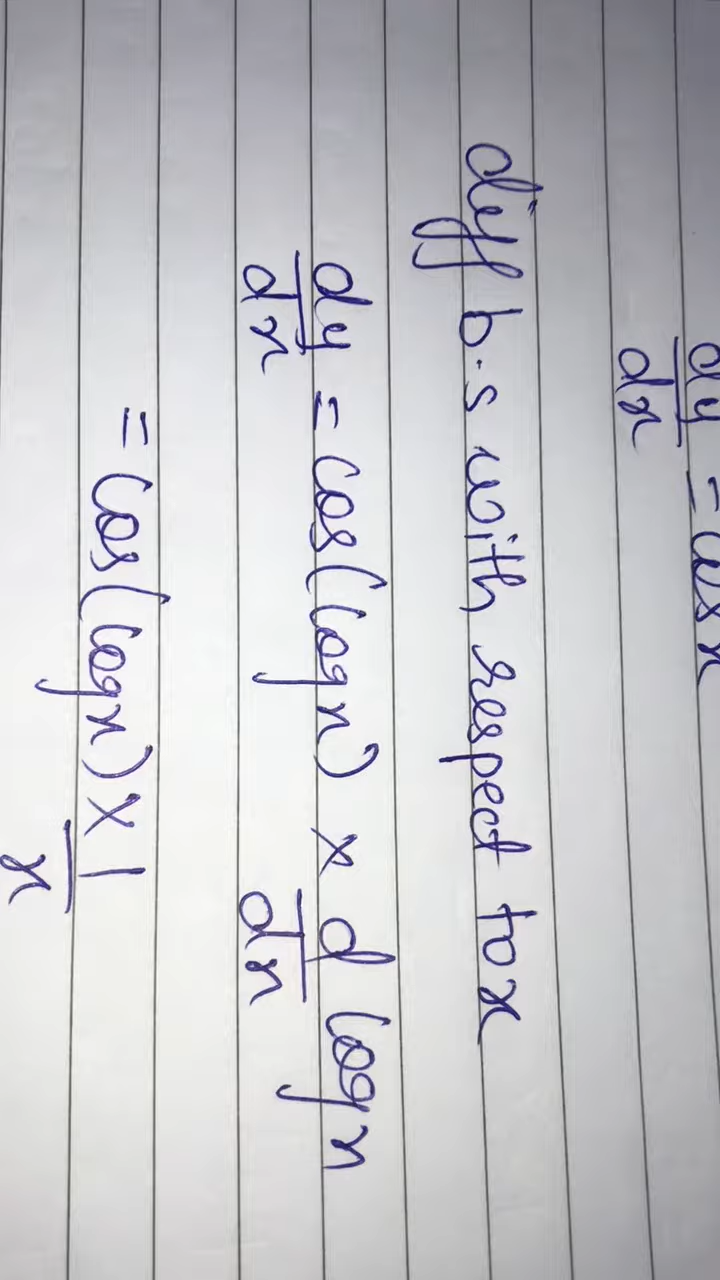 dy/dx = cos x
diff b.s with respect to x
dy/dx = cos(log x) × d/dx log x
= cos(log x) × 1/x